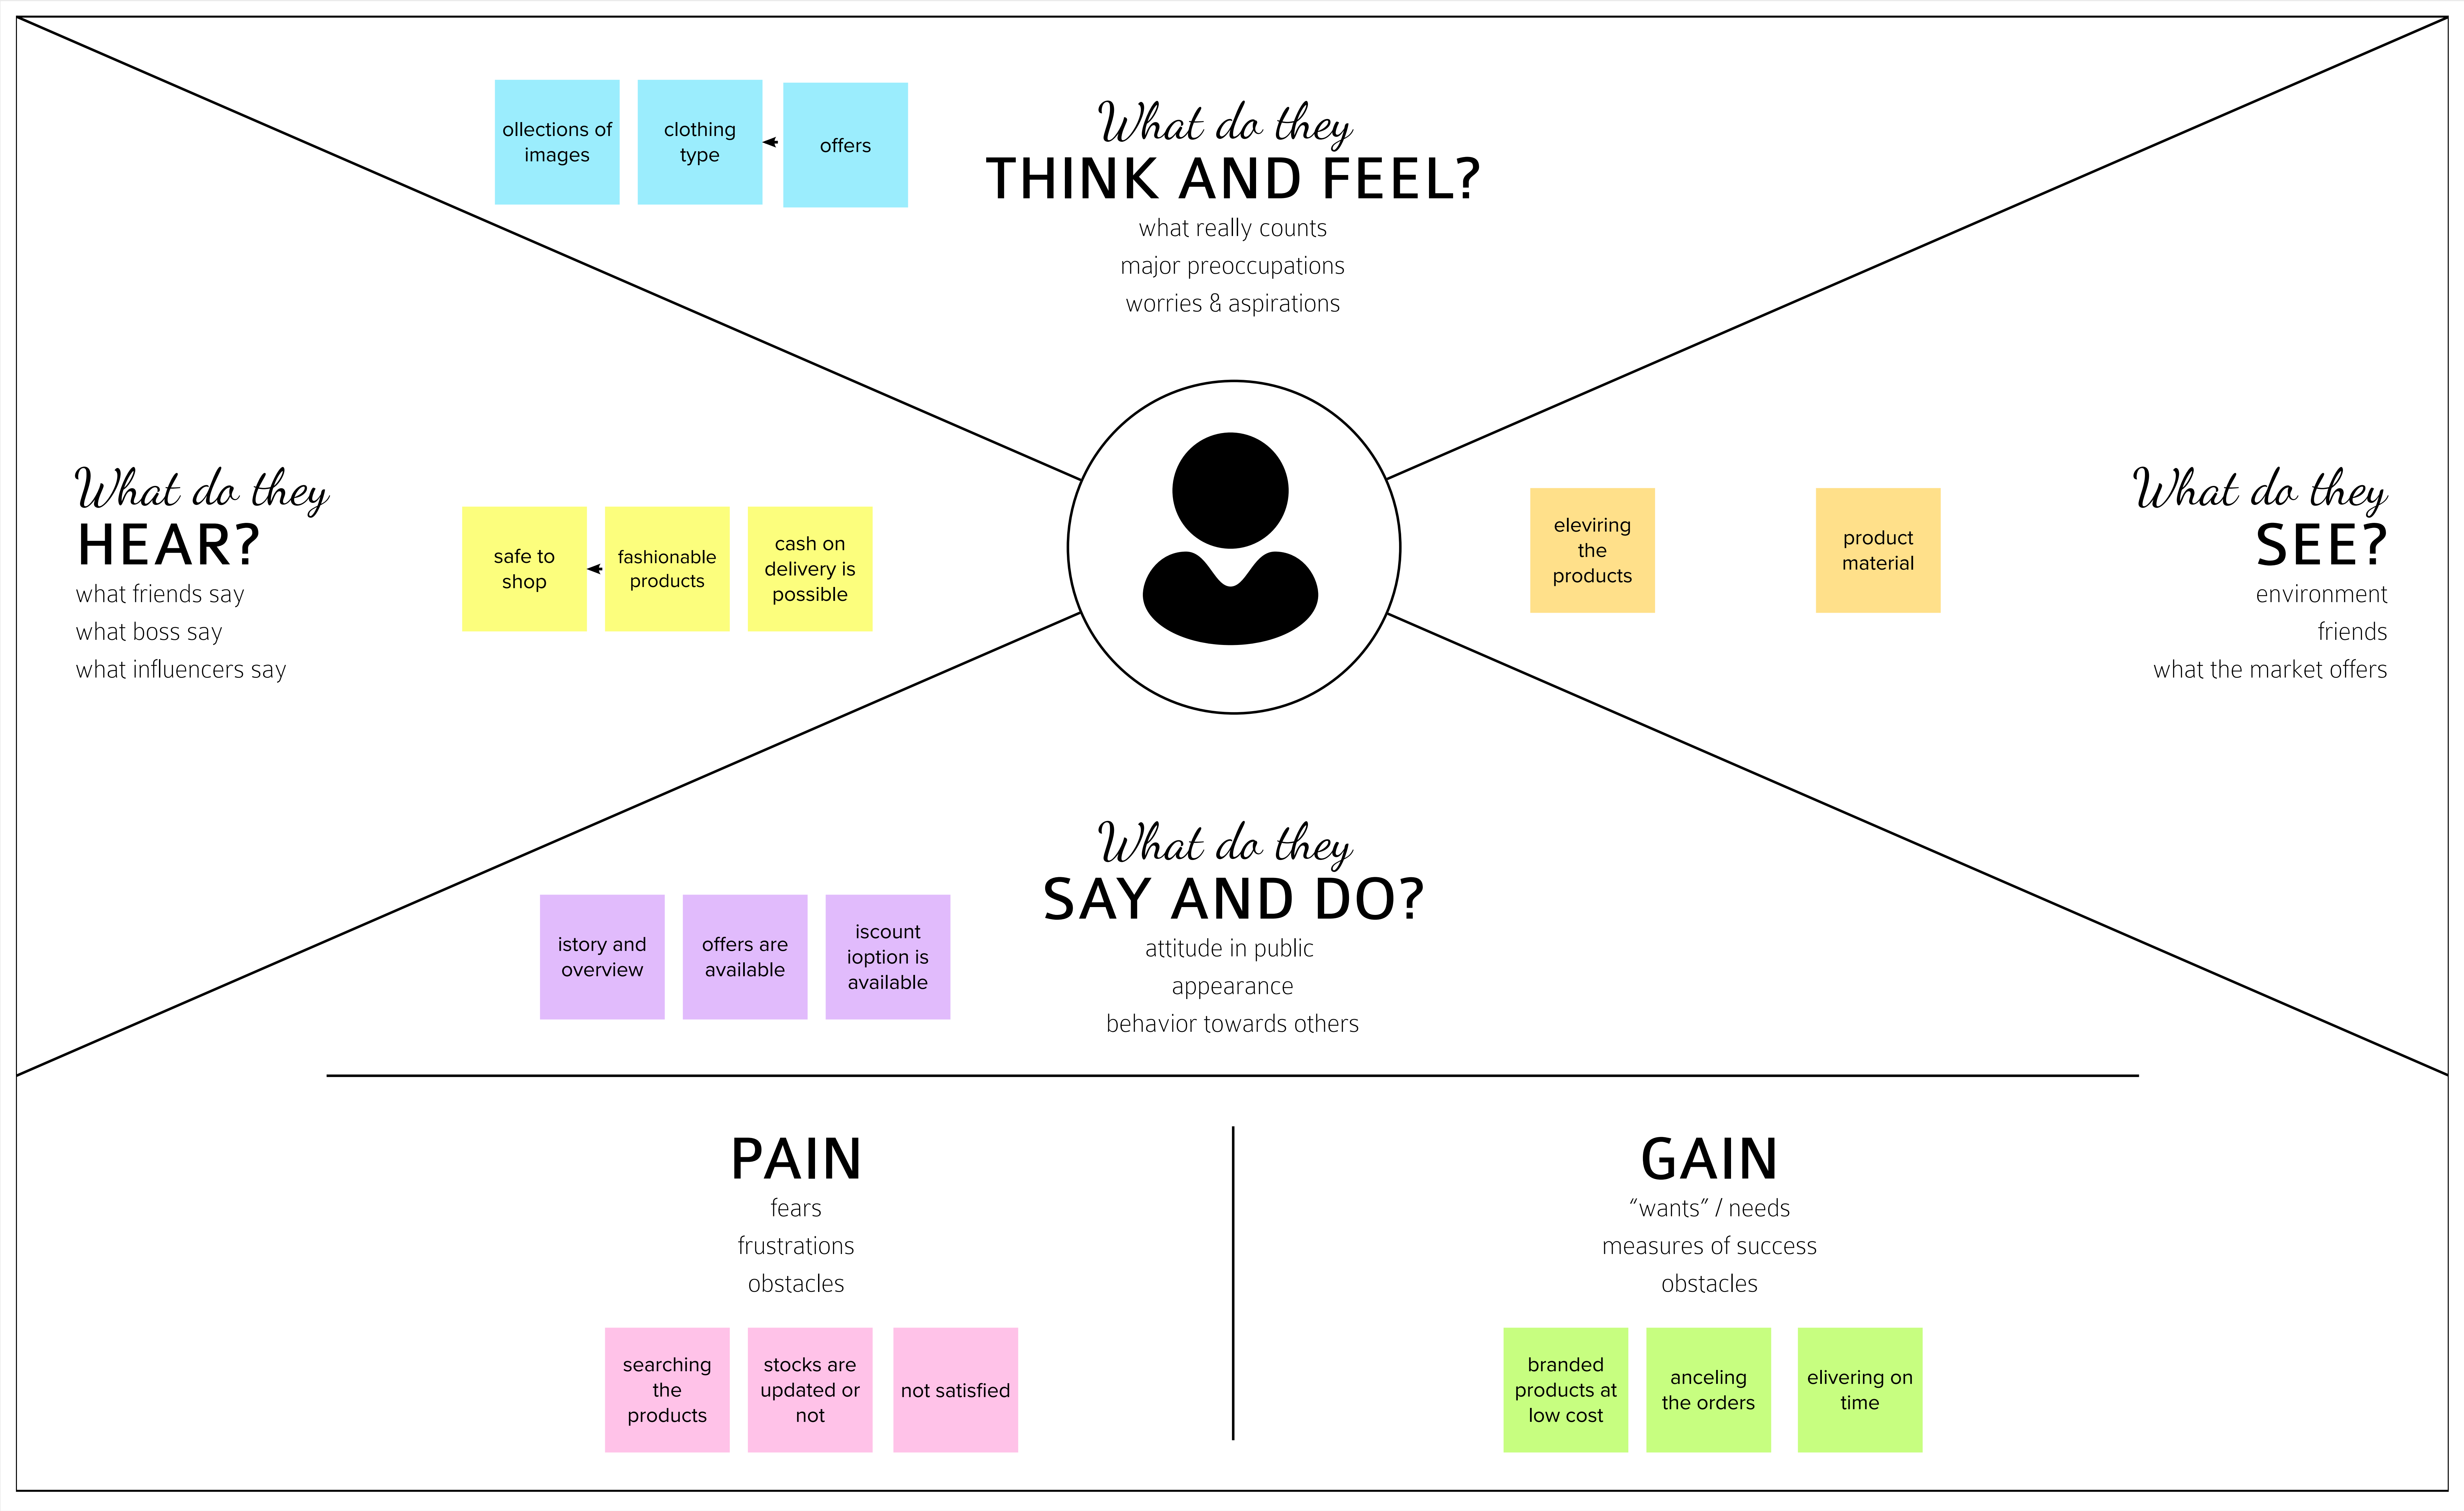 ollections of
images
clothing
type
offers
What do they
THINK AND FEEL?
what really counts
major preoccupations
worries & aspirations
What do they
HEAR?
what friends say
what boss say
what influencers say
safe to
shop
fashionable
products
cash on
delivery is
possible
eleviring
the
products
product
material
What do they
SEE?
environment
friends
what the market offers
What do they
SAY AND DO?
attitude in public
appearance
behavior towards others
istory and
overview
offers are
available
iscount
ioption is
available
PAIN
fears
frustrations
obstacles
searching
the
products
stocks are
updated or
not
not satisfied
GAIN
“wants” / needs
measures of success
obstacles
branded
products at
low cost
anceling
the orders
elivering on
time